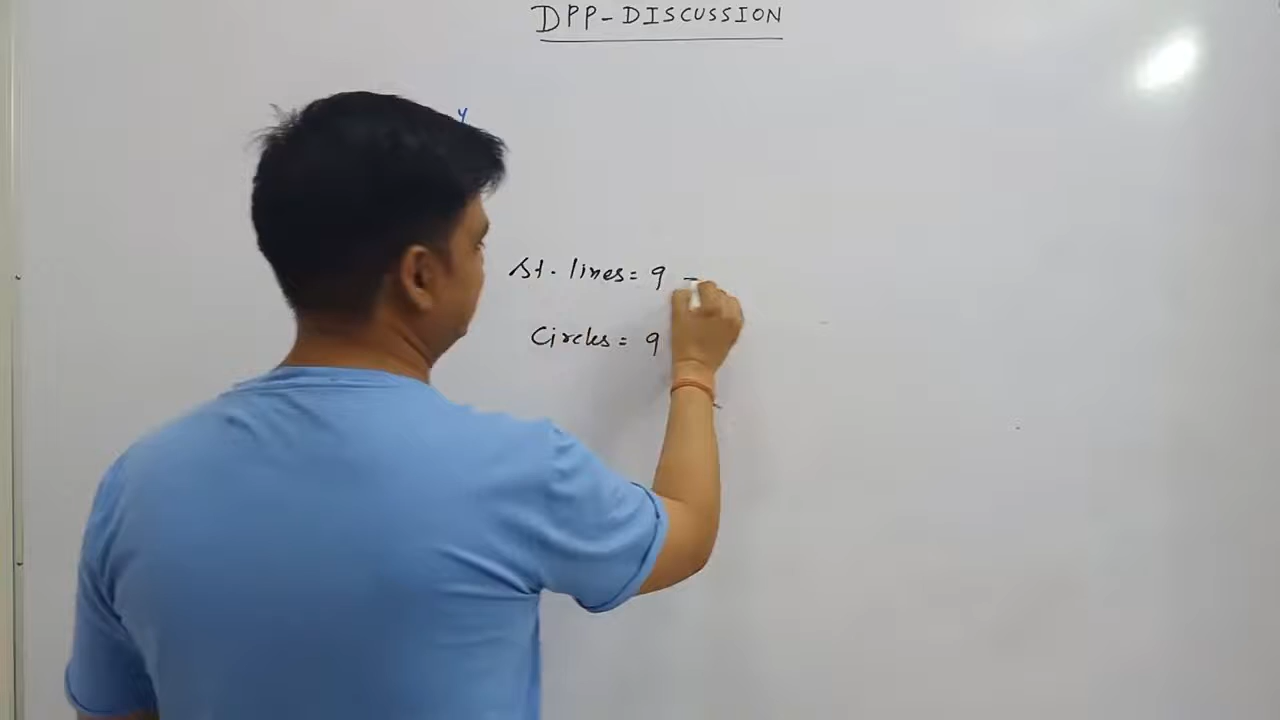 DPP-DISCUSSION
y
St. lines = 9 -
Circles = 9